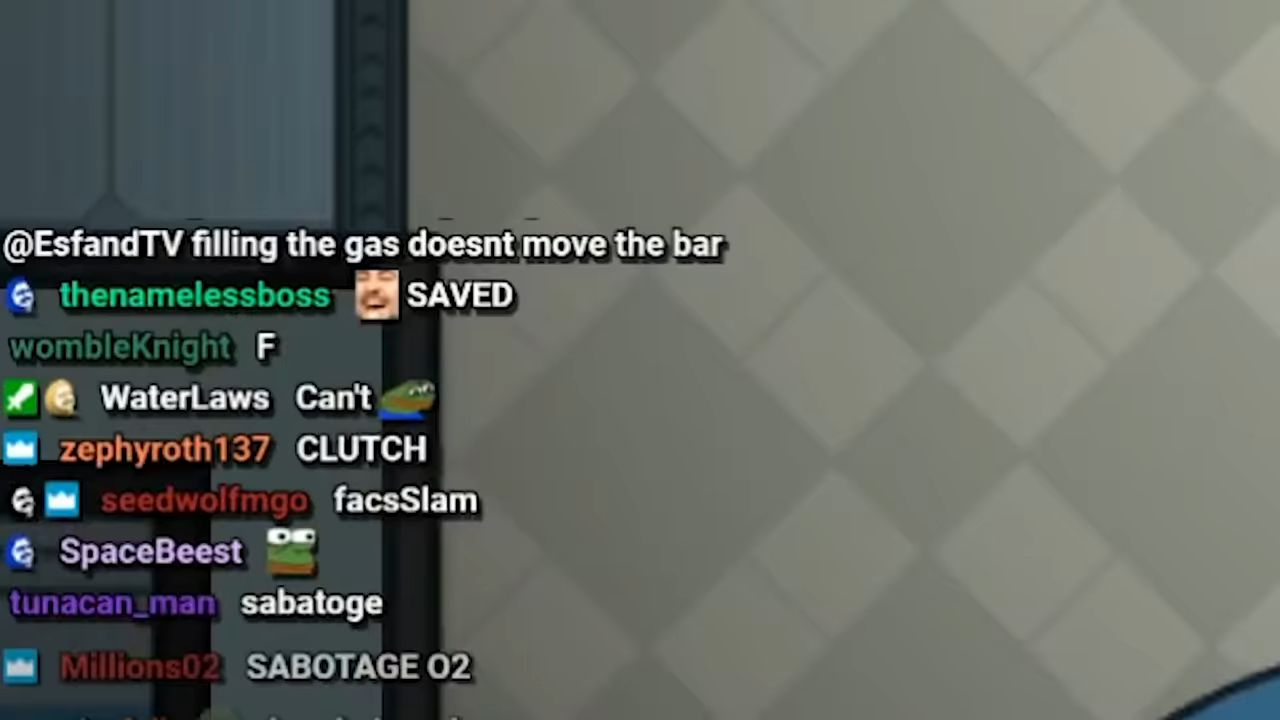 @EsfandTV filling the gas doesnt move the bar
thenamelessboss SAVED
wombleKnight F
WaterLaws Can't
zephyroth137 CLUTCH
seedwolfmgo facsSlam
SpaceBeest
tunacan_man sabatoge
Millions02 SABOTAGE O2